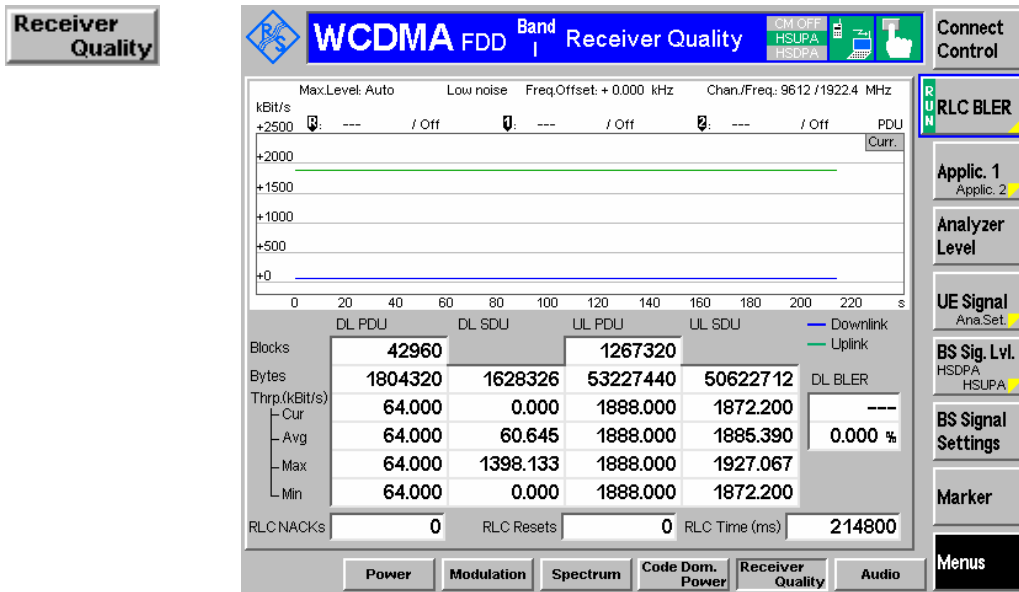 Receiver
Quality
R&S
WCDMA FDD Band I Receiver Quality
CM OFF
HSUPA
HSDPA
Connect
Control
Max.Level: Auto Low noise Freq.Offset: + 0.000 kHz Chan./Freq.: 9612 / 1922.4 MHz
kBit/s
+2500 R: --- / Off 1: --- / Off 2: --- / Off PDU
Curr.
+2000
+1500
+1000
+500
+0
0 20 40 60 80 100 120 140 160 180 200 220 s
DL PDU DL SDU UL PDU UL SDU Downlink
Uplink
Blocks 42960 1267320
Bytes 1804320 1628326 53227440 50622712 DL BLER
Thrp.(kBit/s)
Cur 64.000 0.000 1888.000 1872.200 ---
Avg 64.000 60.645 1888.000 1885.390 0.000 %
Max 64.000 1398.133 1888.000 1927.067
Min 64.000 0.000 1888.000 1872.200
RLC NACKs 0 RLC Resets 0 RLC Time (ms) 214800
RUN
RLC BLER
Applic. 1
Applic. 2
Analyzer
Level
UE Signal
Ana.Set.
BS Sig. Lvl.
HSDPA
HSUPA
BS Signal
Settings
Marker
Menus
Power Modulation Spectrum Code Dom. Power Receiver Quality Audio